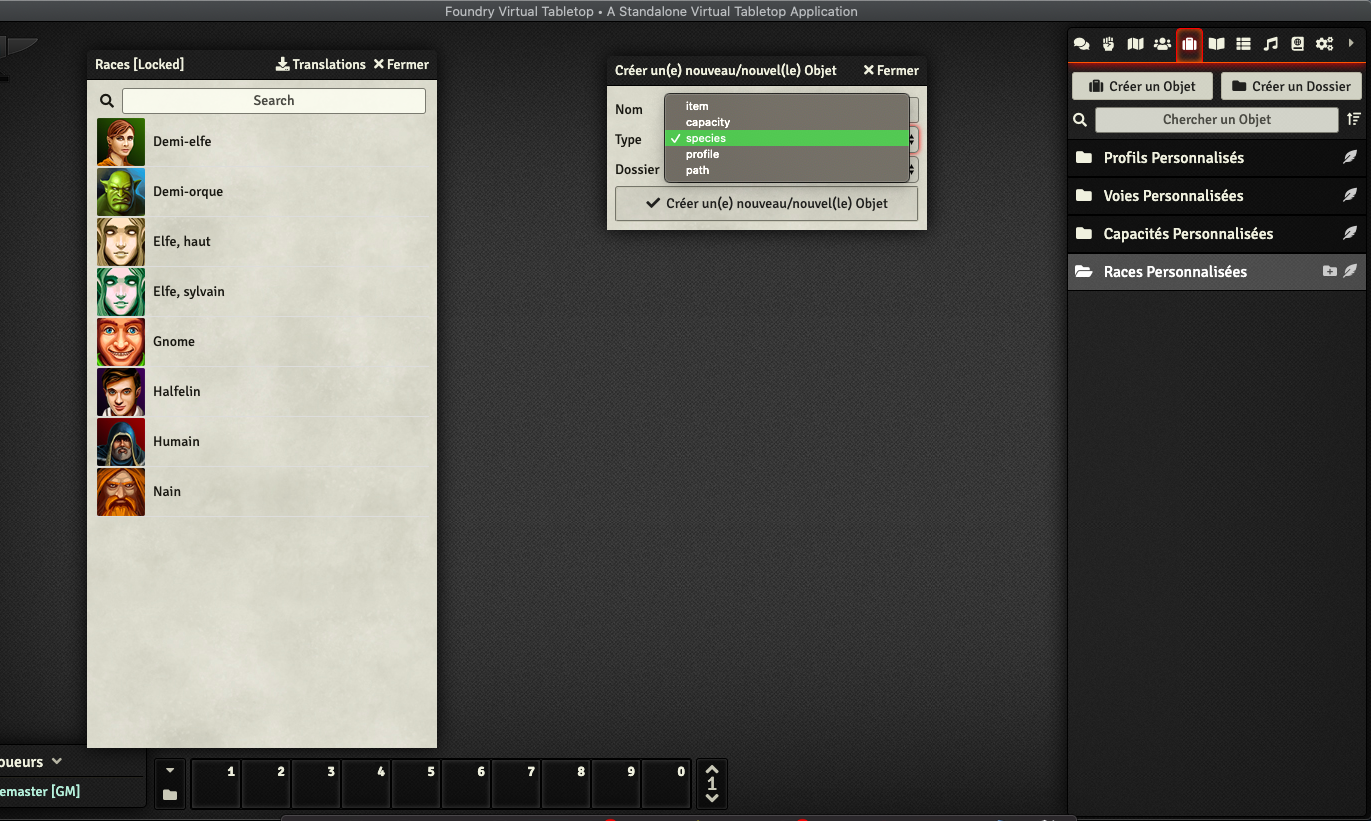 Foundry Virtual Tabletop • A Standalone Virtual Tabletop Application
Races [Locked] Translations Fermer
Search
Demi-elfe
Demi-orque
Elfe, haut
Elfe, sylvain
Gnome
Halfelin
Humain
Nain
Créer un(e) nouveau/nouvel(le) Objet Fermer
Nom
Type
Dossier
item
capacity
species
profile
path
Créer un(e) nouveau/nouvel(le) Objet
Créer un Objet Créer un Dossier
Chercher un Objet
Profils Personnalisés
Voies Personnalisées
Capacités Personnalisées
Races Personnalisées
oueurs
emaster [GM]
1 2 3 4 5 6 7 8 9 0
1